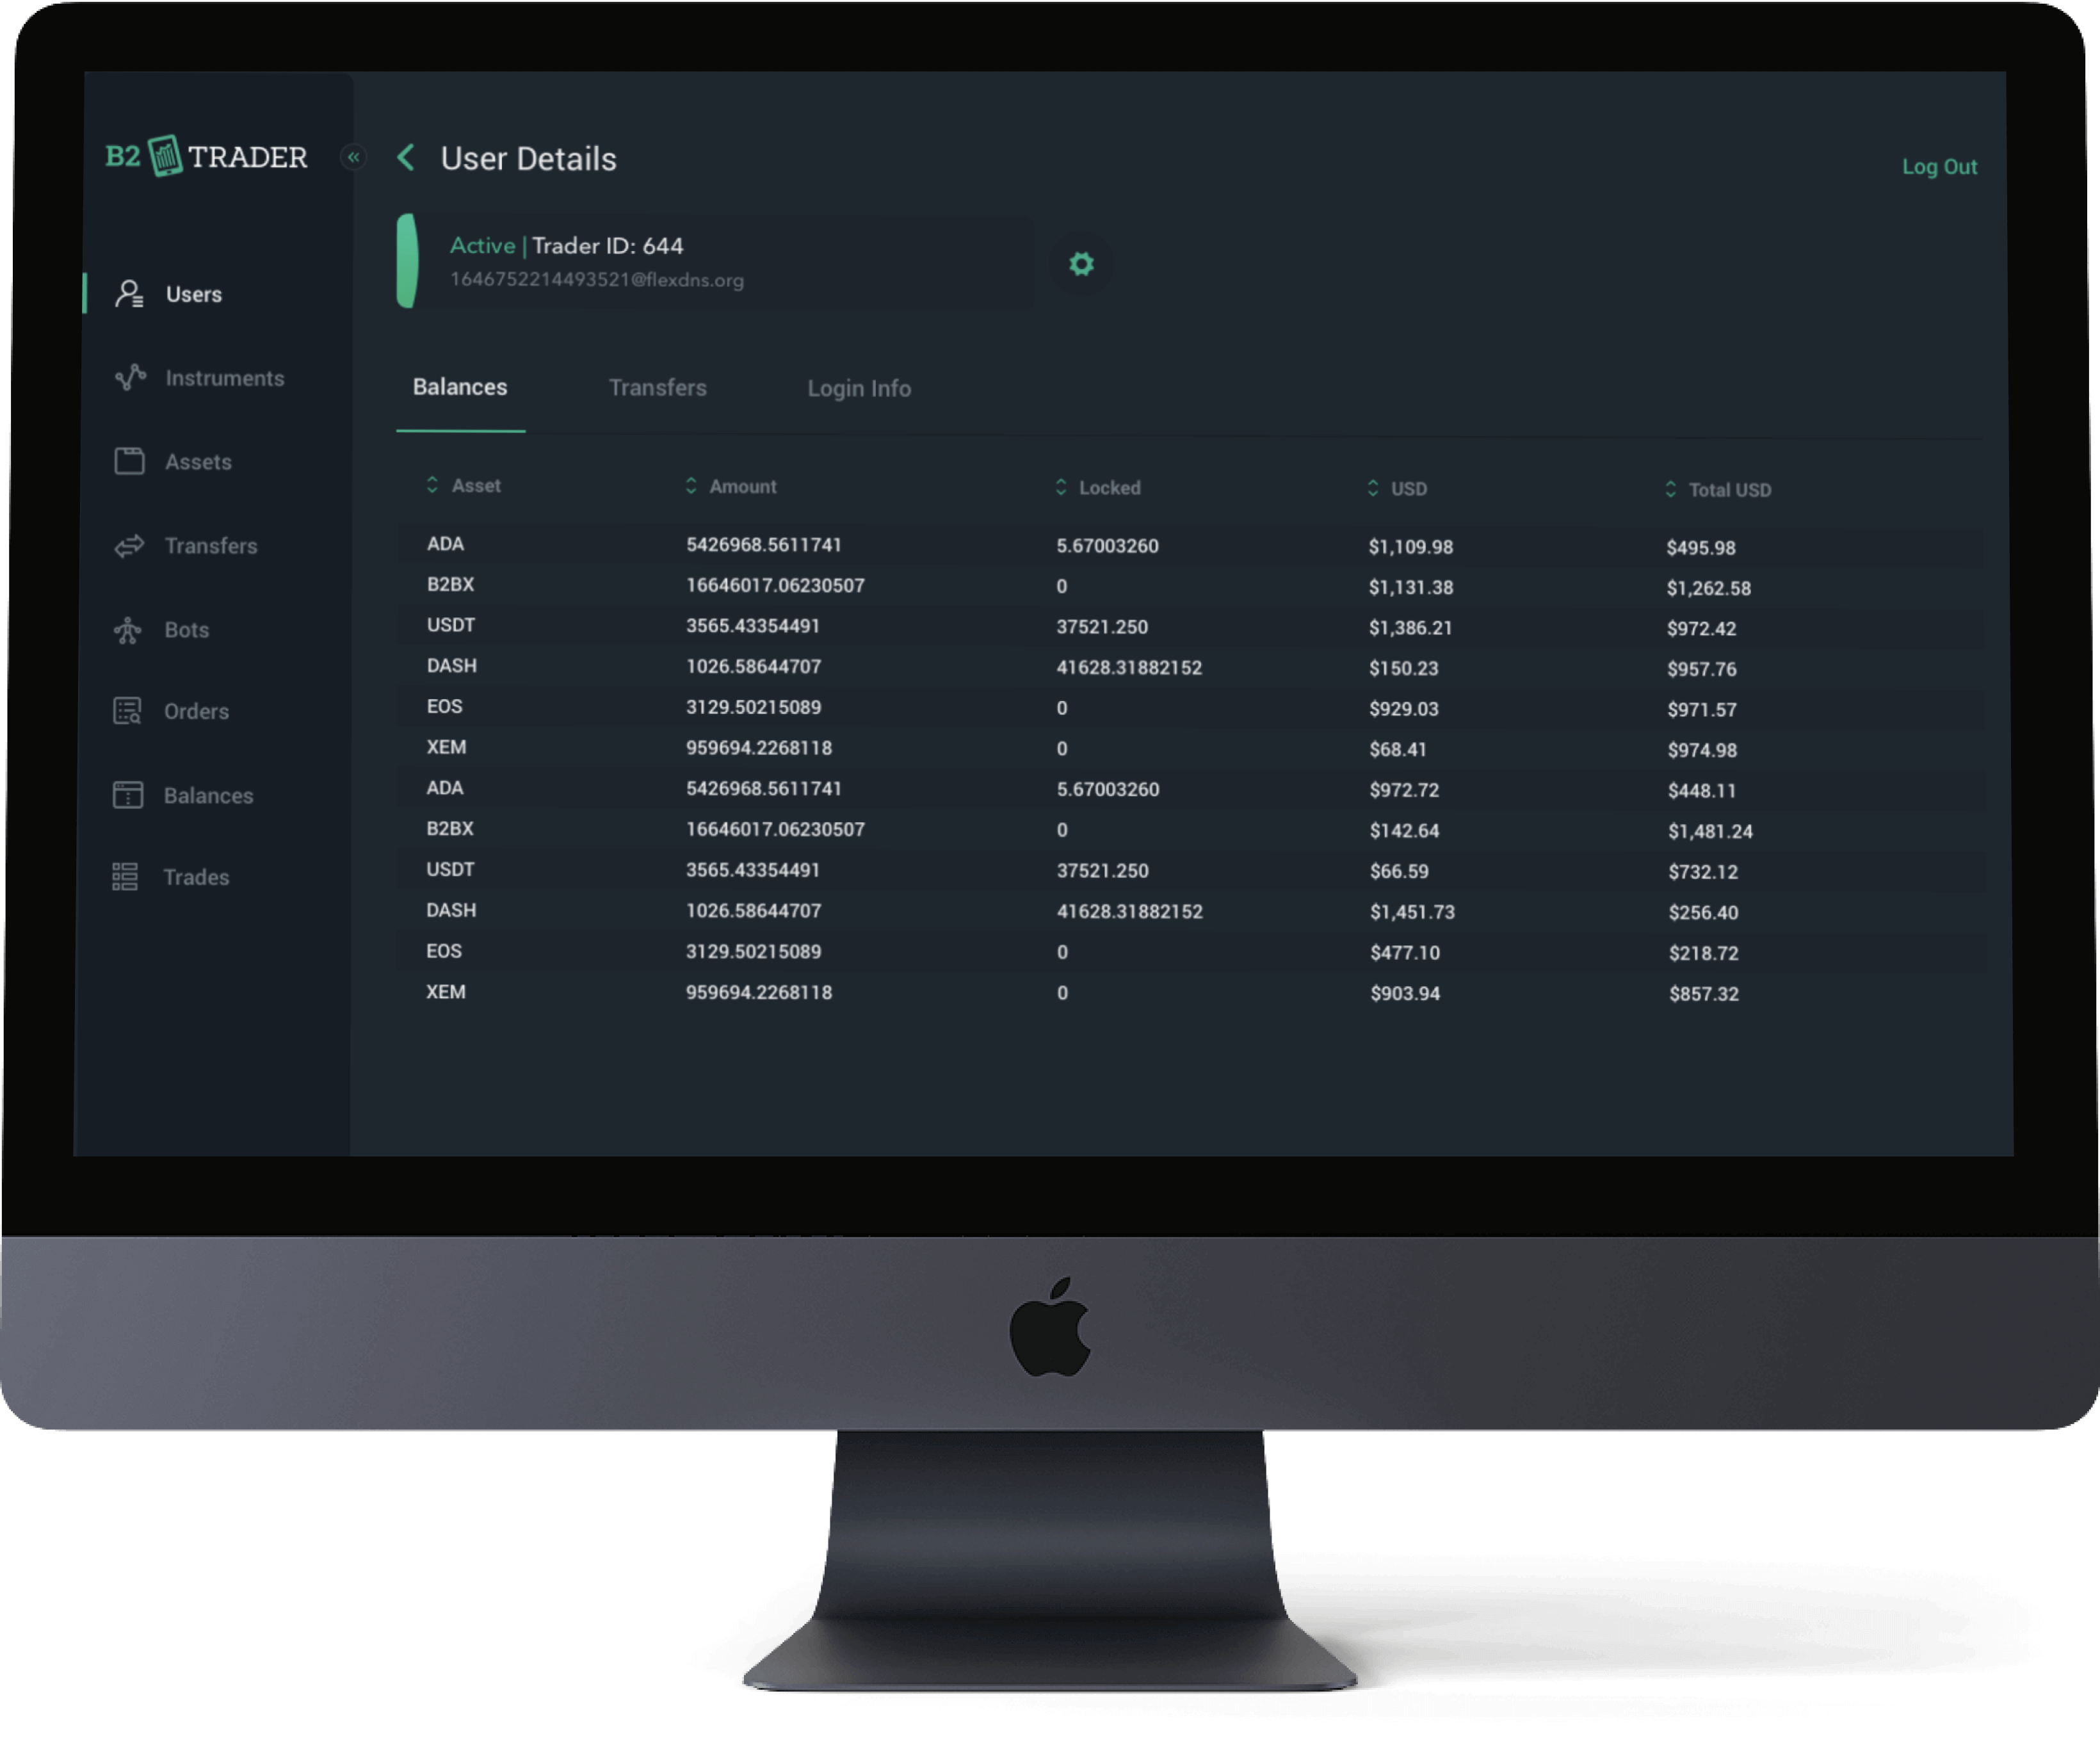 B2 TRADER
Users
Instruments
Assets
Transfers
Bots
Orders
Balances
Trades
User Details
Log Out
Active | Trader ID: 644
1646752214493521@flexdns.org
Balances Transfers Login Info
Asset Amount Locked USD Total USD
ADA 5426968.5611741 5.67003260 $1,109.98 $495.98
B2BX 16646017.06230507 0 $1,131.38 $1,262.58
USDT 3565.43354491 37521.250 $1,386.21 $972.42
DASH 1026.58644707 41628.31882152 $150.23 $957.76
EOS 3129.50215089 0 $929.03 $971.57
XEM 959694.2268118 0 $68.41 $974.98
ADA 5426968.5611741 5.67003260 $972.72 $448.11
B2BX 16646017.06230507 0 $142.64 $1,481.24
USDT 3565.43354491 37521.250 $66.59 $732.12
DASH 1026.58644707 41628.31882152 $1,451.73 $256.40
EOS 3129.50215089 0 $477.10 $218.72
XEM 959694.2268118 0 $903.94 $857.32